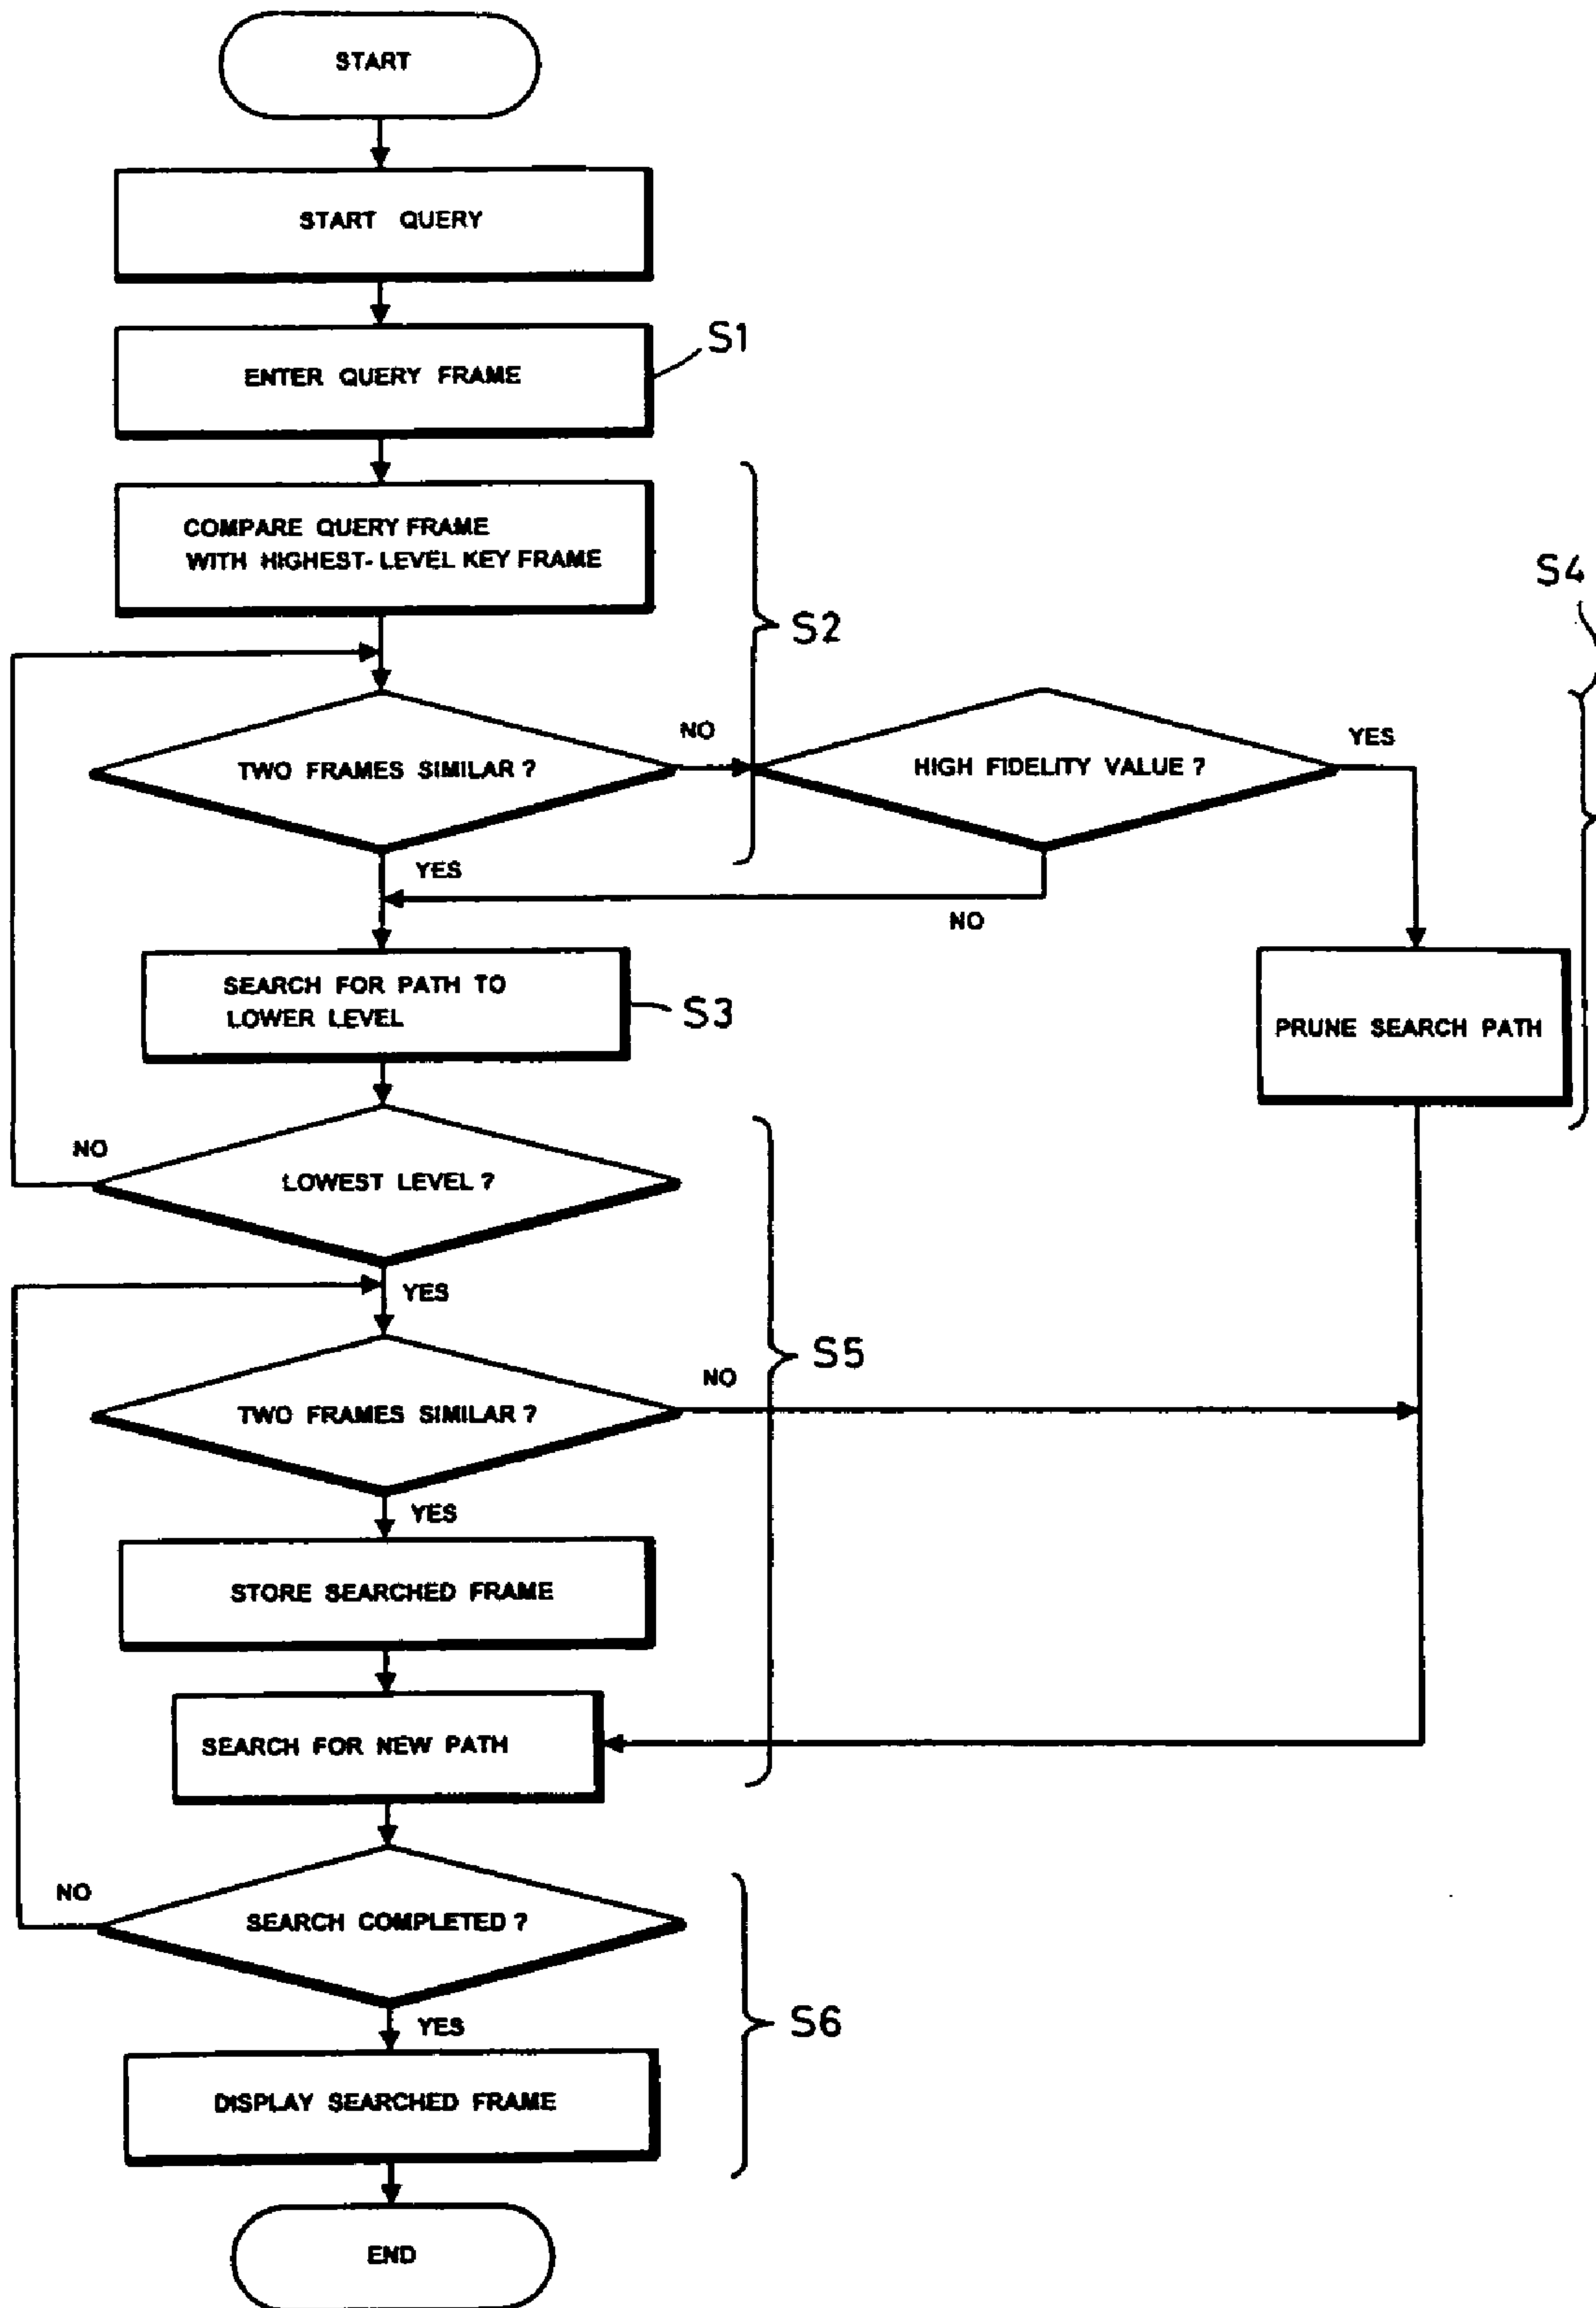 START
START QUERY
ENTER QUERY FRAME
S1
COMPARE QUERY FRAME
WITH HIGHEST-LEVEL KEY FRAME
S2
S4
TWO FRAMES SIMILAR ?
NO
HIGH FIDELITY VALUE ?
YES
YES
NO
SEARCH FOR PATH TO
LOWER LEVEL
S3
PRUNE SEARCH PATH
NO
LOWEST LEVEL ?
YES
S5
TWO FRAMES SIMILAR ?
NO
YES
STORE SEARCHED FRAME
SEARCH FOR NEW PATH
NO
SEARCH COMPLETED ?
YES
S6
DISPLAY SEARCHED FRAME
END